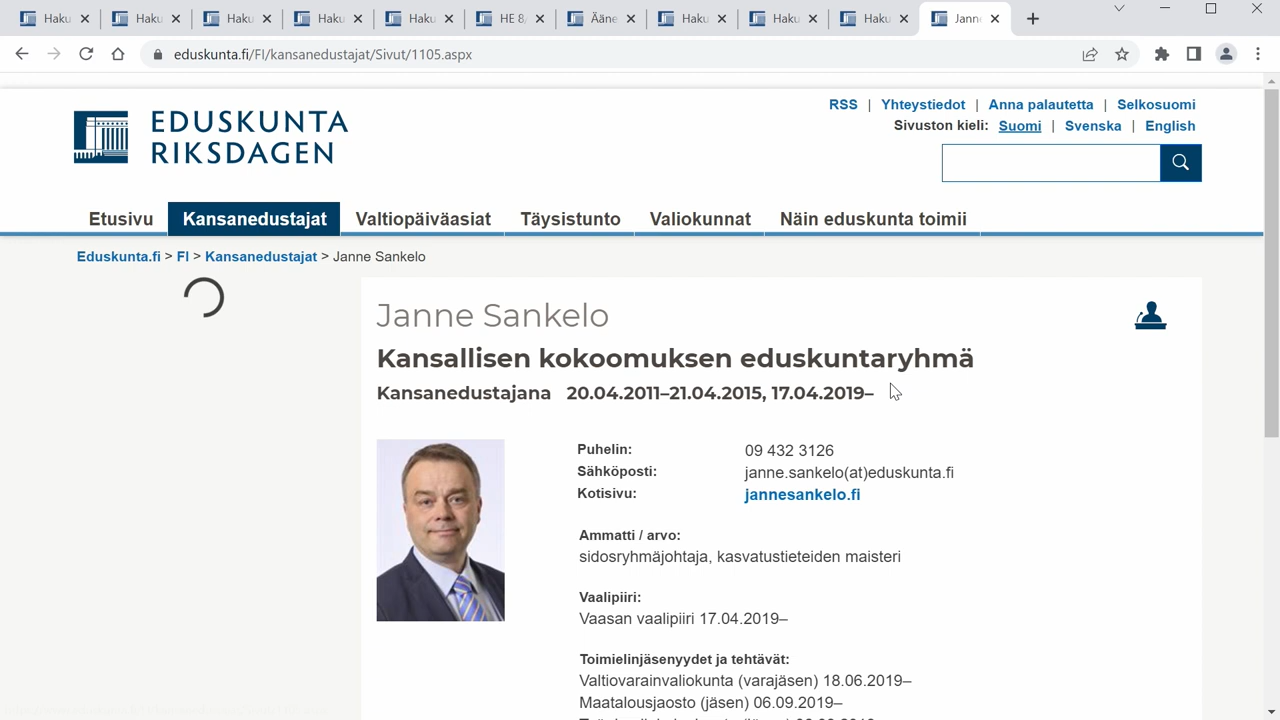 Haku
Haku
Haku
Haku
Haku
HE 8
Ääne
Haku
Haku
Haku
Jann
eduskunta.fi/FI/kansanedustajat/Sivut/1105.aspx
RSS | Yhteystiedot | Anna palautetta | Selkosuomi
Sivuston kieli: Suomi | Svenska | English
EDUSKUNTA
RIKSDAGEN
Etusivu Kansanedustajat Valtiopäiväasiat Täysistunto Valiokunnat Näin eduskunta toimii
Eduskunta.fi > FI > Kansanedustajat > Janne Sankelo
Janne Sankelo
Kansallisen kokoomuksen eduskuntaryhmä
Kansanedustajana 20.04.2011–21.04.2015, 17.04.2019–
Puhelin: 09 432 3126
Sähköposti: janne.sankelo(at)eduskunta.fi
Kotisivu: jannesankelo.fi
Ammatti / arvo:
sidosryhmäjohtaja, kasvatustieteiden maisteri
Vaalipiiri:
Vaasan vaalipiiri 17.04.2019–
Toimielinjäsenyydet ja tehtävät:
Valtiovarainvaliokunta (varajäsen) 18.06.2019–
Maatalousjaosto (jäsen) 06.09.2019–